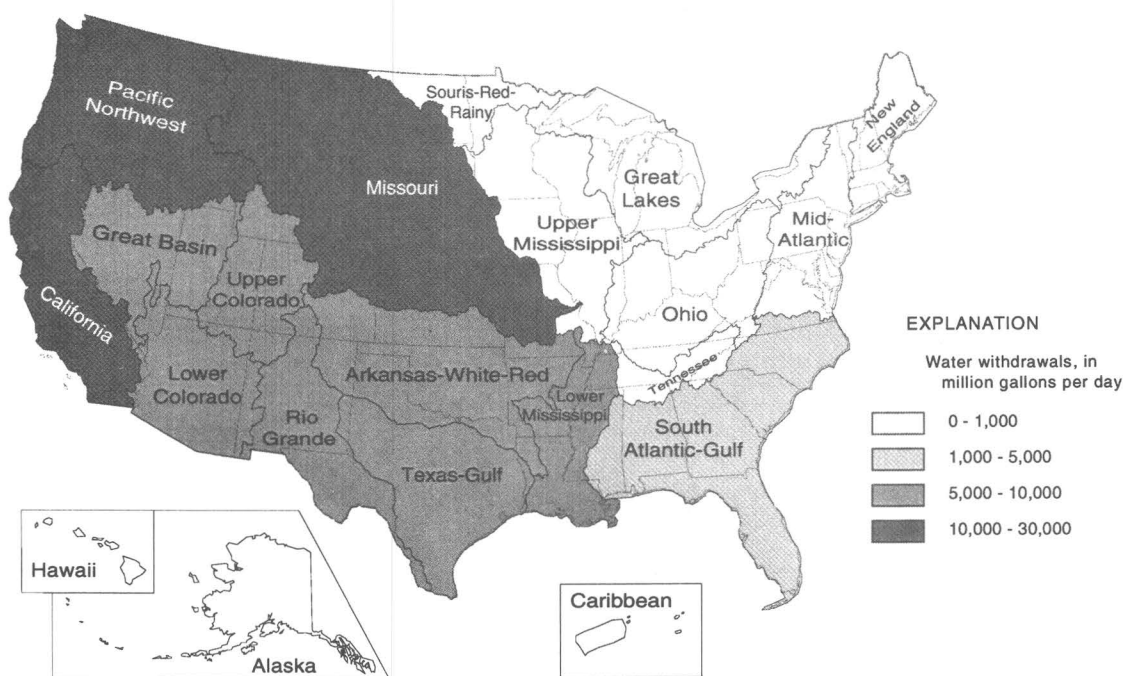 Pacific
Northwest
Souris-Red-
Rainy
New
England
Missouri
Great
Lakes
Upper
Mississippi
Mid-
Atlantic
Great Basin
Upper
Colorado
California
Ohio
Tennessee
Lower
Colorado
Arkansas-White-Red
Lower
Mississippi
Rio
Grande
South
Atlantic-Gulf
Texas-Gulf
Hawaii
Alaska
Caribbean
EXPLANATION
Water withdrawals, in
million gallons per day
0 - 1,000
1,000 - 5,000
5,000 - 10,000
10,000 - 30,000